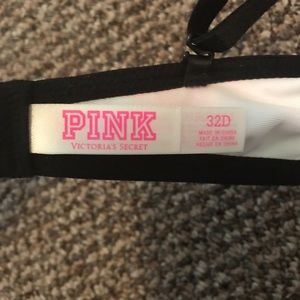 PINK
VICTORIA'S SECRET
32D
MADE IN CHINA
FAIT EN CHINE
HECHO EN CHINA